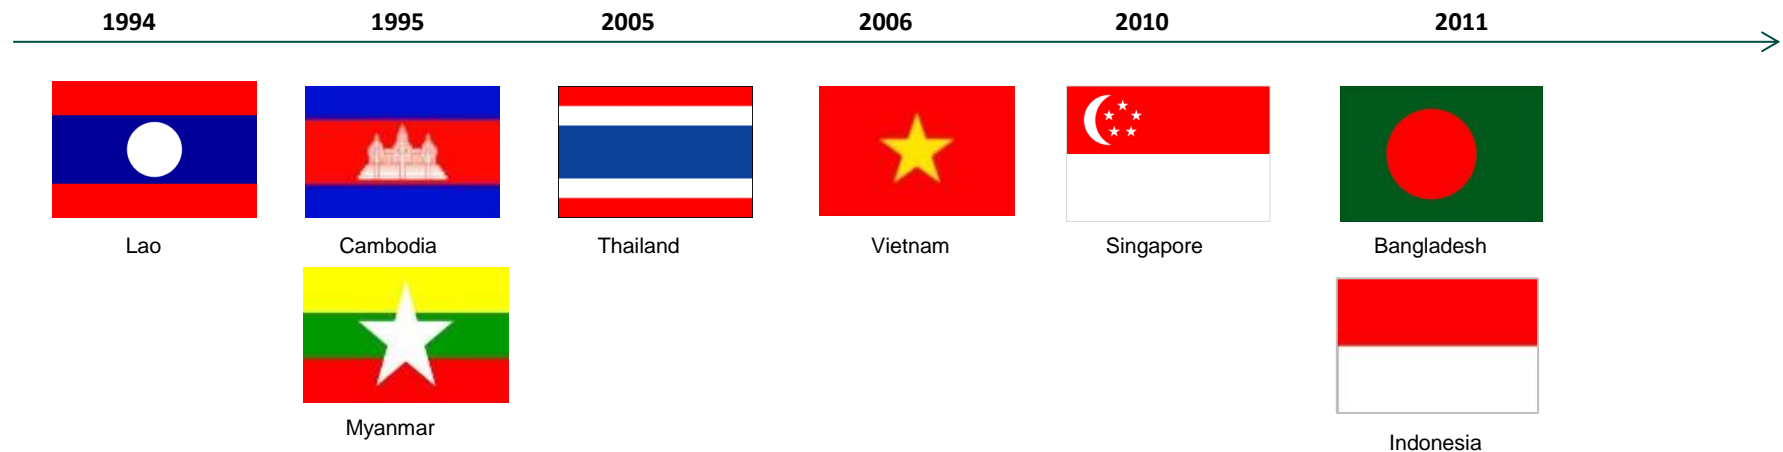 1994 1995 2005 2006 2010 2011
Lao Cambodia Thailand Vietnam Singapore Bangladesh
Myanmar
Indonesia